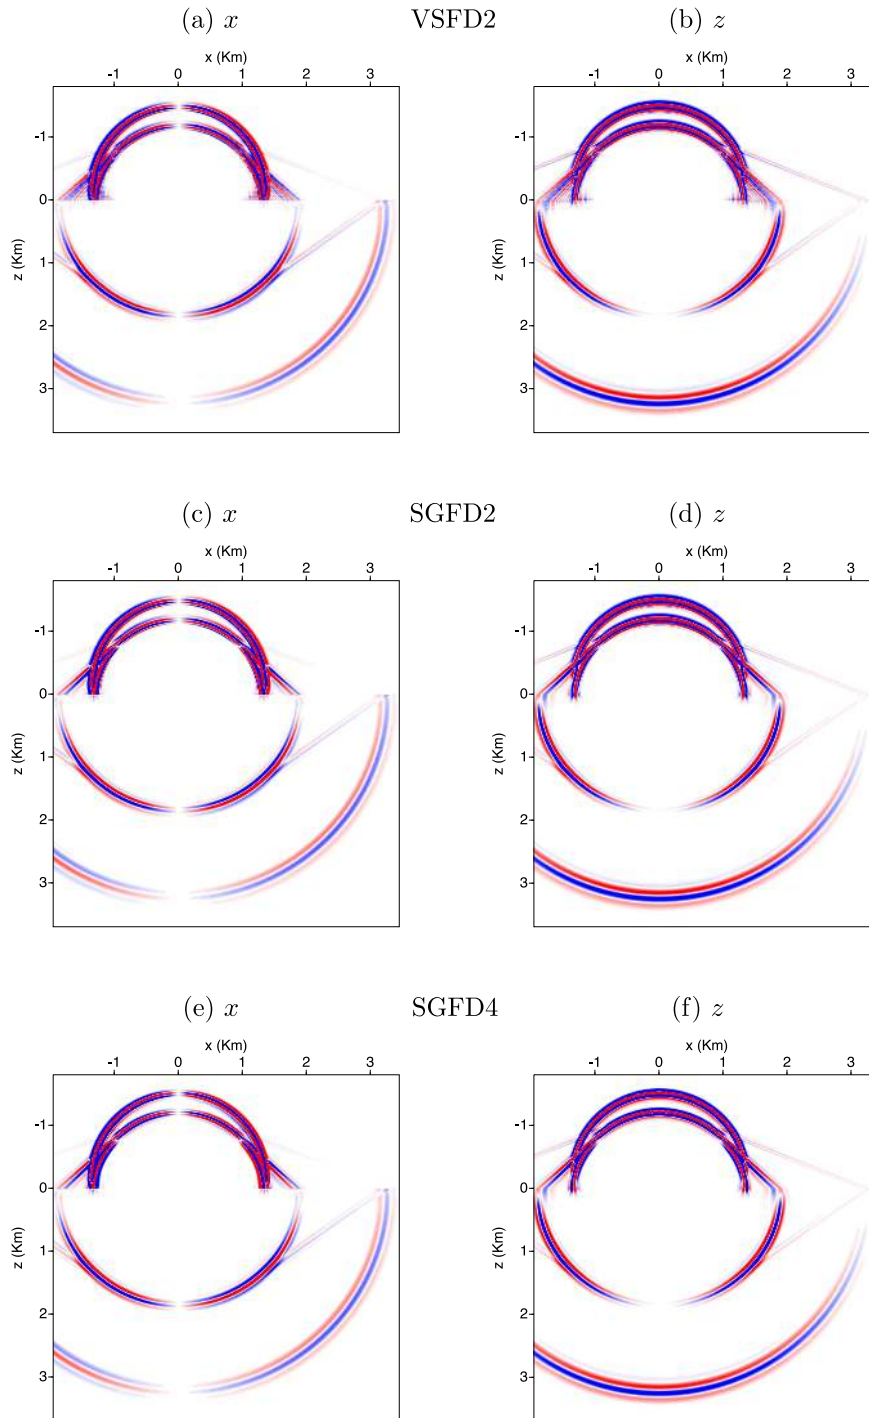 (a) x VSFD2 (b) z
x (Km) x (Km)
-1 0 1 2 3 -1 0 1 2 3
-1 -1
0 0
1 1
2 2
3 3
z (Km) z (Km)
(c) x SGFD2 (d) z
x (Km) x (Km)
-1 0 1 2 3 -1 0 1 2 3
-1 -1
0 0
1 1
2 2
3 3
z (Km) z (Km)
(e) x SGFD4 (f) z
x (Km) x (Km)
-1 0 1 2 3 -1 0 1 2 3
-1 -1
0 0
1 1
2 2
3 3
z (Km) z (Km)